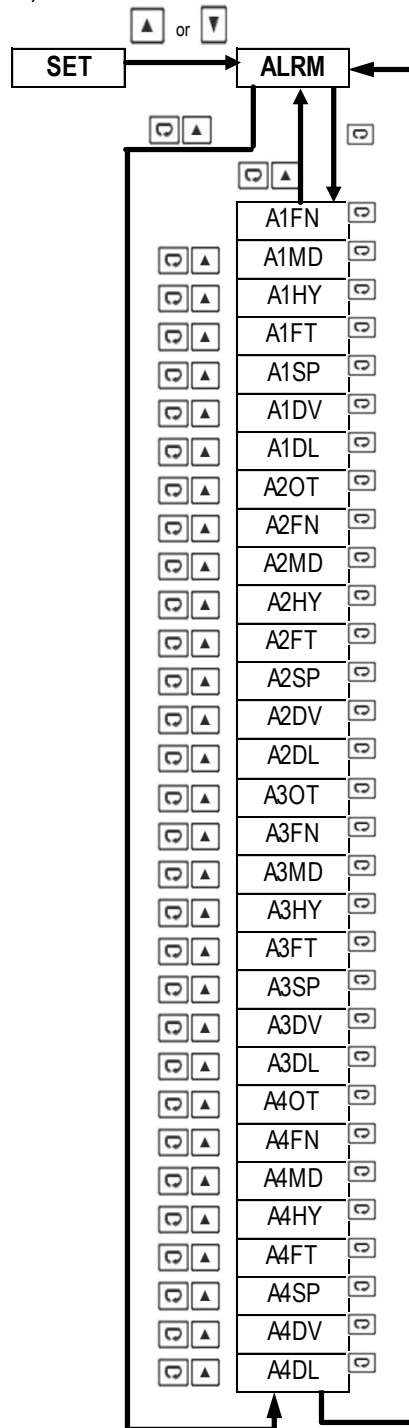 or
SET
ALRM
A1FN
A1MD
A1HY
A1FT
A1SP
A1DV
A1DL
A2OT
A2FN
A2MD
A2HY
A2FT
A2SP
A2DV
A2DL
A3OT
A3FN
A3MD
A3HY
A3FT
A3SP
A3DV
A3DL
A4OT
A4FN
A4MD
A4HY
A4FT
A4SP
A4DV
A4DL